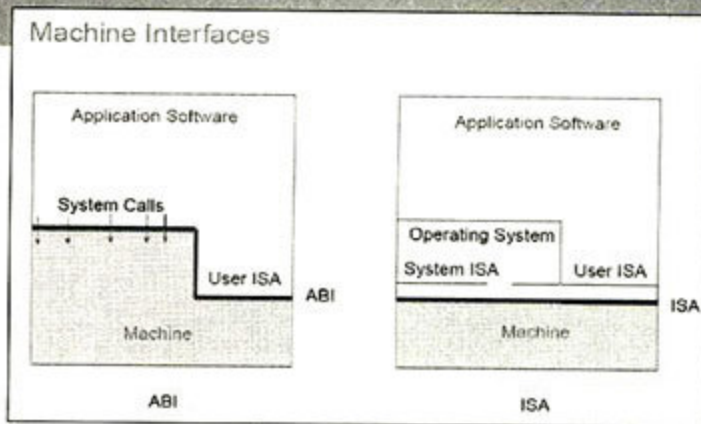 Machine Interfaces
Application Software
System Calls
User ISA
ABI
Machine
ABI
Application Software
Operating System
System ISA
User ISA
ISA
Machine
ISA